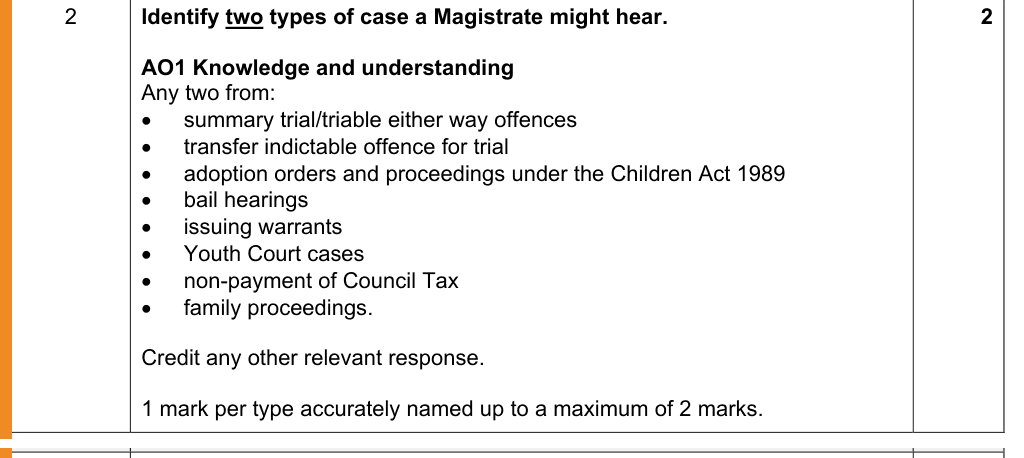 2 Identify two types of case a Magistrate might hear. 2
AO1 Knowledge and understanding
Any two from:
• summary trial/triable either way offences
• transfer indictable offence for trial
• adoption orders and proceedings under the Children Act 1989
• bail hearings
• issuing warrants
• Youth Court cases
• non-payment of Council Tax
• family proceedings.
Credit any other relevant response.
1 mark per type accurately named up to a maximum of 2 marks.